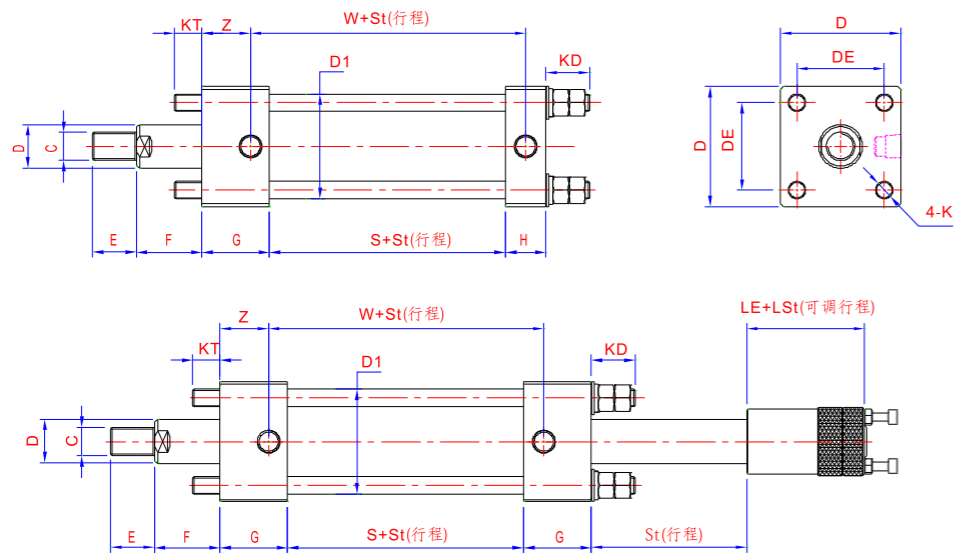 KT
Z
W+St(行程)
D1
KD
D
C
E
F
G
S+St(行程)
H
D
DE
D
DE
4-K
Z
W+St(行程)
LE+LSt(可调行程)
KT
D1
KD
D
C
E
F
G
S+St(行程)
G
St(行程)